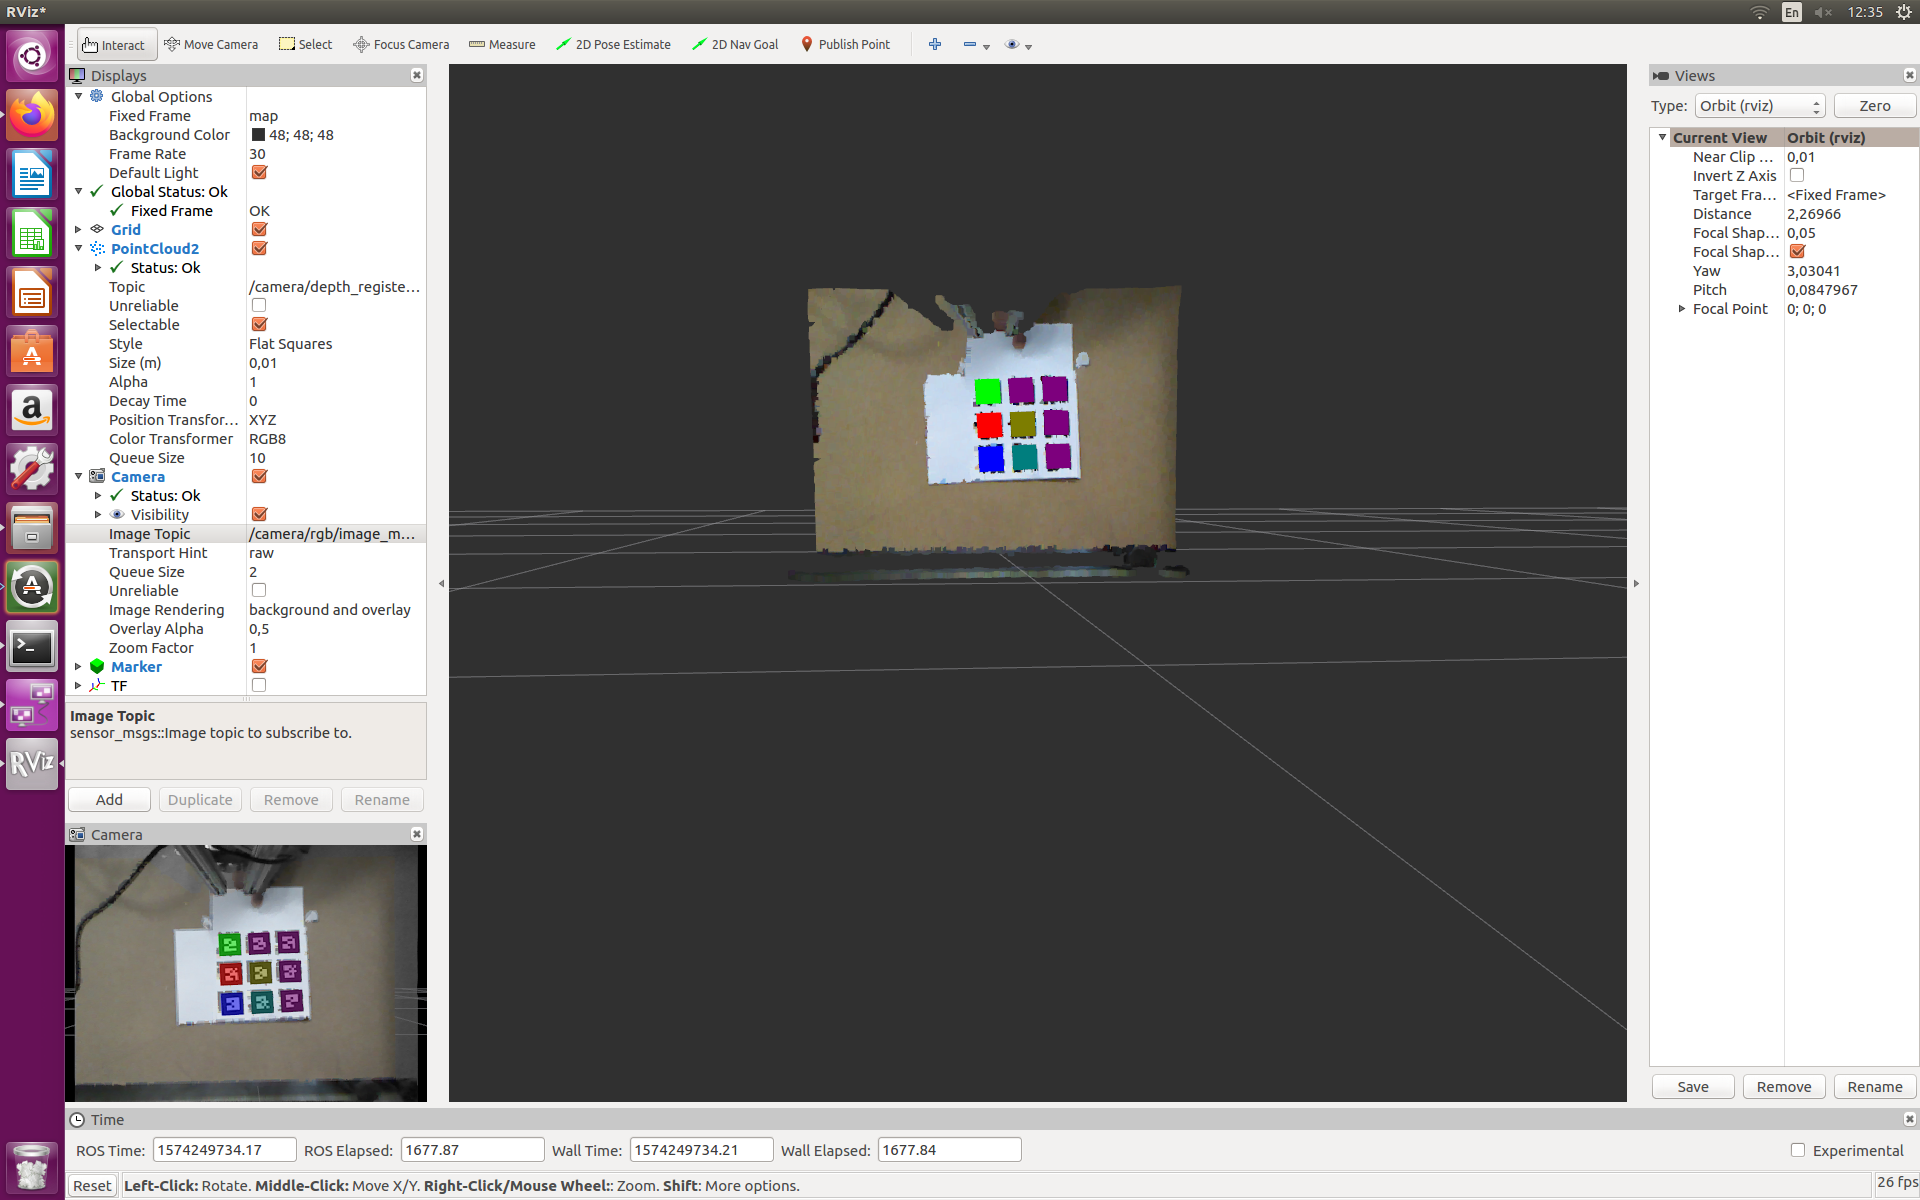 RViz*
En
12:35
Interact
Move Camera
Select
Focus Camera
Measure
2D Pose Estimate
2D Nav Goal
Publish Point
Displays
Global Options
Fixed Frame map
Background Color 48; 48; 48
Frame Rate 30
Default Light
Global Status: Ok
Fixed Frame OK
Grid
PointCloud2
Status: Ok
Topic /camera/depth_registe...
Unreliable
Selectable
Style Flat Squares
Size (m) 0,01
Alpha 1
Decay Time 0
Position Transfor... XYZ
Color Transformer RGB8
Queue Size 10
Camera
Status: Ok
Visibility
Image Topic /camera/rgb/image_m...
Transport Hint raw
Queue Size 2
Unreliable
Image Rendering background and overlay
Overlay Alpha 0,5
Zoom Factor 1
Marker
TF
Image Topic
sensor_msgs::Image topic to subscribe to.
Add Duplicate Remove Rename
Camera
Views
Type: Orbit (rviz) Zero
Current View Orbit (rviz)
Near Clip ... 0,01
Invert Z Axis
Target Fra... <Fixed Frame>
Distance 2,26966
Focal Shap... 0,05
Focal Shap...
Yaw 3,03041
Pitch 0,0847967
Focal Point 0; 0; 0
Save Remove Rename
Time
ROS Time: 1574249734.17 ROS Elapsed: 1677.87 Wall Time: 1574249734.21 Wall Elapsed: 1677.84 Experimental
Reset Left-Click: Rotate. Middle-Click: Move X/Y. Right-Click/Mouse Wheel:: Zoom. Shift: More options. 26 fps
RViz